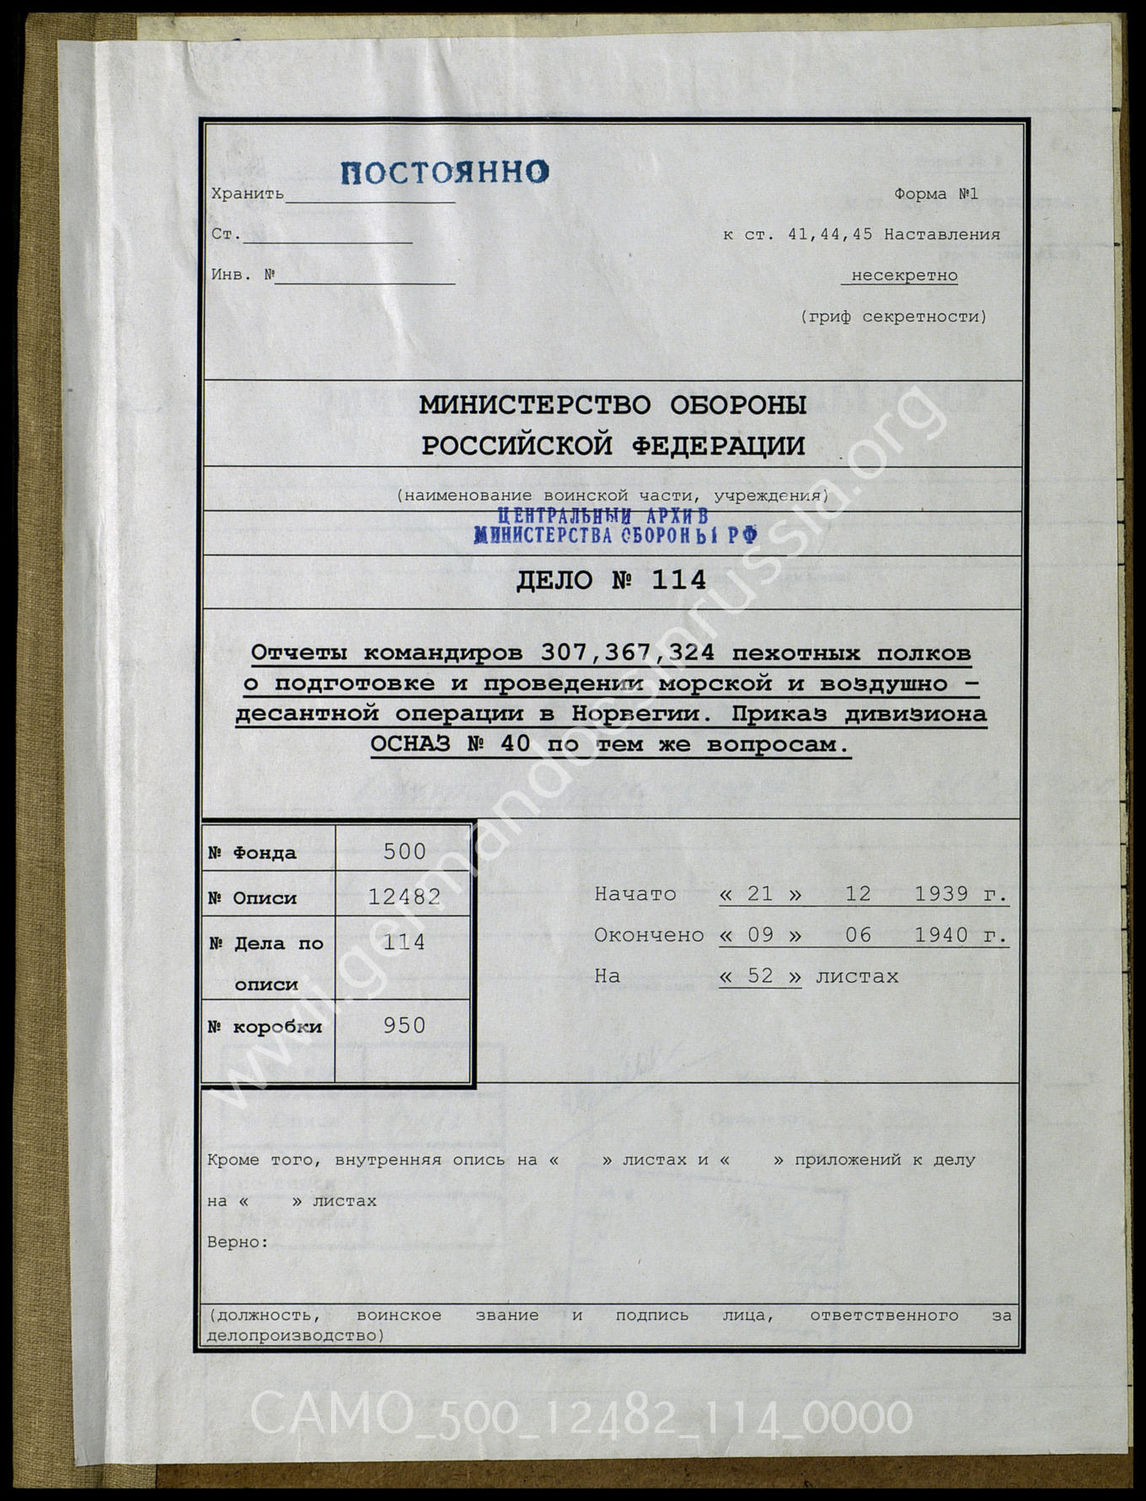 ПОСТОЯННО
Хранить
Форма №1
Ст.
к ст. 41,44,45 Наставления
Инв. №
несекретно
(гриф секретности)
МИНИСТЕРСТВО ОБОРОНЫ
РОССИЙСКОЙ ФЕДЕРАЦИИ
(наименование воинской части, учреждения)
ЦЕНТРАЛЬНЫЙ АРХИВ
МИНИСТЕРСТВА ОБОРОНЫ РФ
ДЕЛО № 114
Отчеты командиров 307,367,324 пехотных полков
о подготовке и проведении морской и воздушно –
десантной операции в Норвегии. Приказ дивизиона
ОСНАЗ № 40 по тем же вопросам.
№ Фонда 500
№ Описи 12482
№ Дела по 114
описи
№ коробки 950
Начато « 21 » 12 1939 г.
Окончено « 09 » 06 1940 г.
На « 52 » листах
Кроме того, внутренняя опись на « » листах и « » приложений к делу
на « » листах
Верно:
(должность, воинское звание и подпись лица, ответственного за
делопроизводство)
www.germandocsinrussia.org
CAMO_500_12482_114_0000